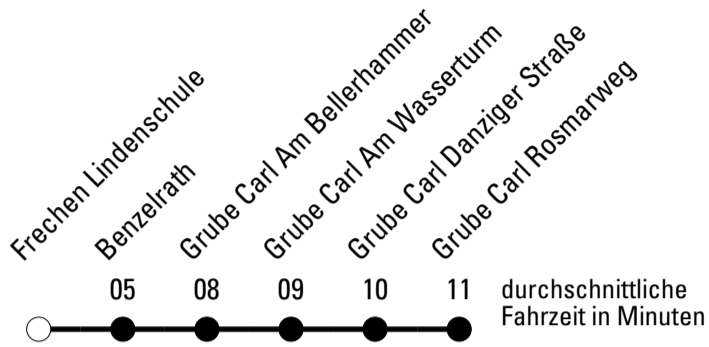 Frechen Lindenschule
Benzelrath
Grube Carl Am Bellerhammer
Grube Carl Am Wasserturm
Grube Carl Danziger Straße
Grube Carl Rosmarweg
05 08 09 10 11
durchschnittliche
Fahrzeit in Minuten